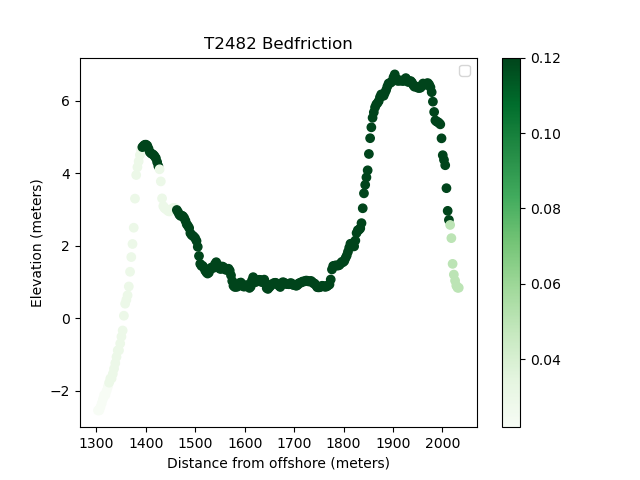 T2482 Bedfriction
Elevation (meters)
6
4
2
0
−2
1300 1400 1500 1600 1700 1800 1900 2000
Distance from offshore (meters)
0.12
0.10
0.08
0.06
0.04